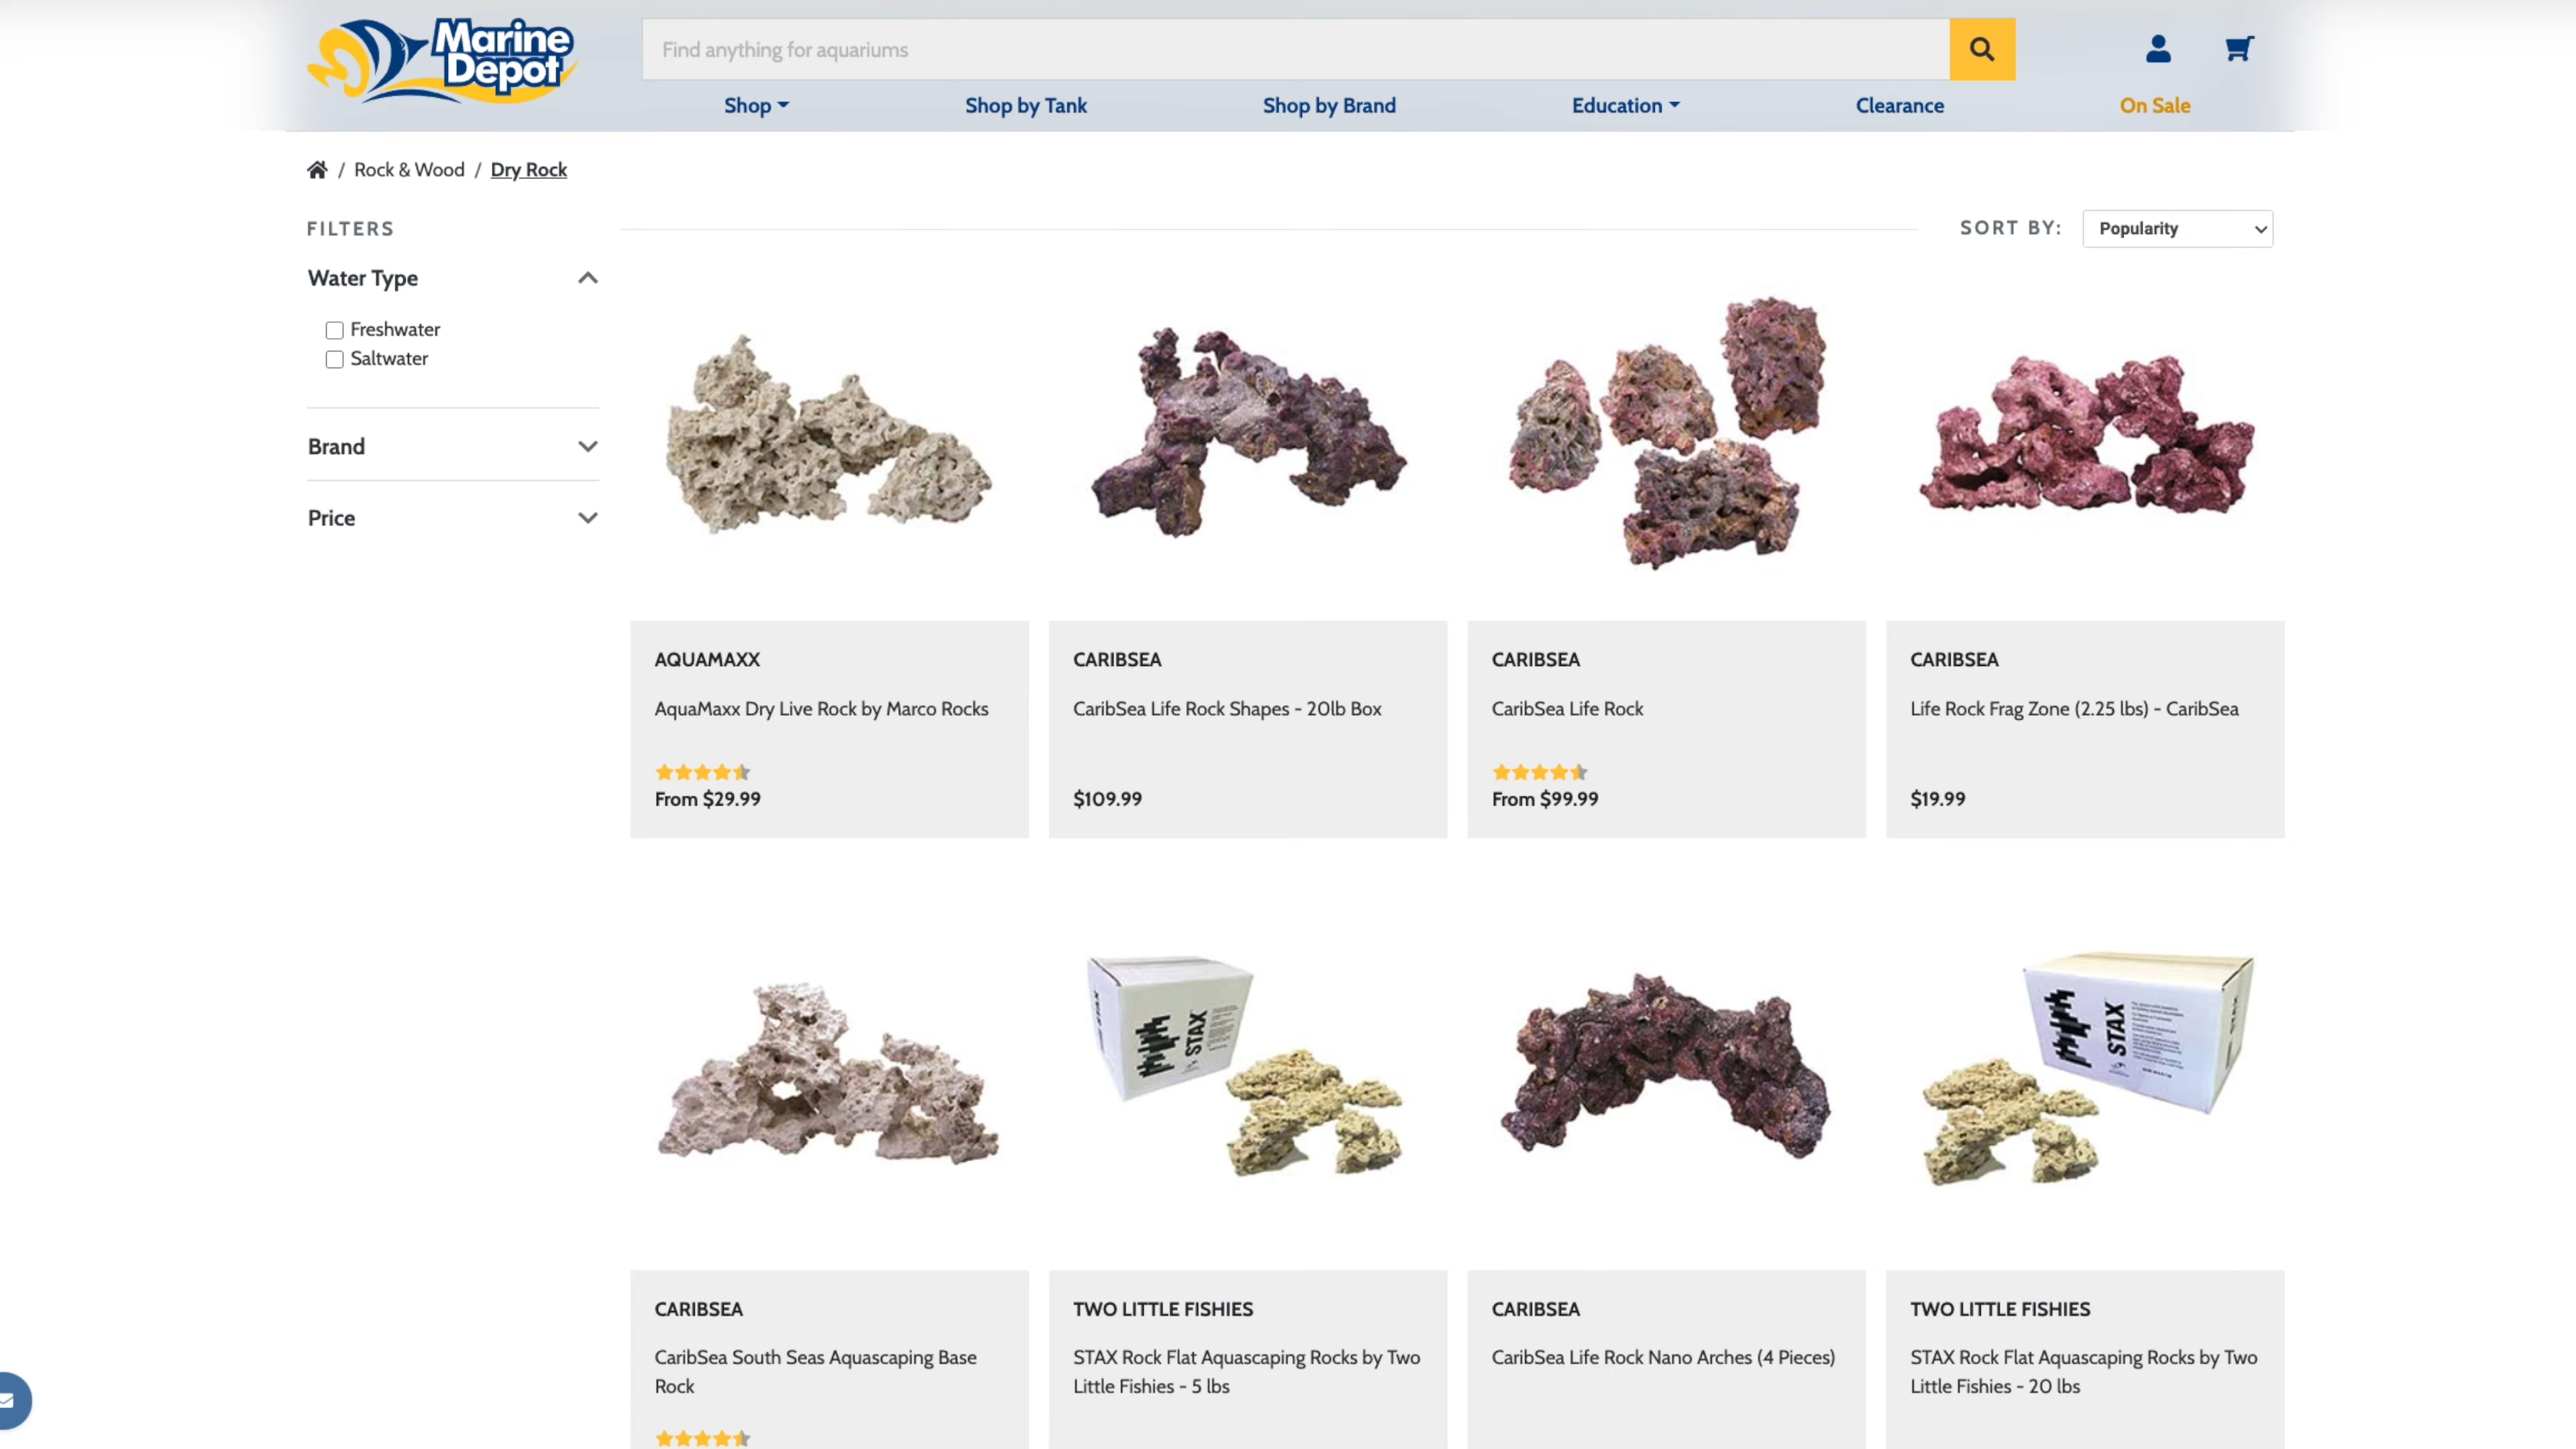 Marine
Depot
Find anything for aquariums
Shop
Shop by Tank
Shop by Brand
Education
Clearance
On Sale
/ Rock & Wood / Dry Rock
FILTERS
SORT BY:
Popularity
Water Type
Freshwater
Saltwater
Brand
Price
AQUAMAXX
AquaMaxx Dry Live Rock by Marco Rocks
From $29.99
CARIBSEA
CaribSea Life Rock Shapes - 20lb Box
$109.99
CARIBSEA
CaribSea Life Rock
From $99.99
CARIBSEA
Life Rock Frag Zone (2.25 lbs) - CaribSea
$19.99
STAX
STAX
CARIBSEA
CaribSea South Seas Aquascaping Base
Rock
TWO LITTLE FISHIES
STAX Rock Flat Aquascaping Rocks by Two
Little Fishies - 5 lbs
CARIBSEA
CaribSea Life Rock Nano Arches (4 Pieces)
TWO LITTLE FISHIES
STAX Rock Flat Aquascaping Rocks by Two
Little Fishies - 20 lbs